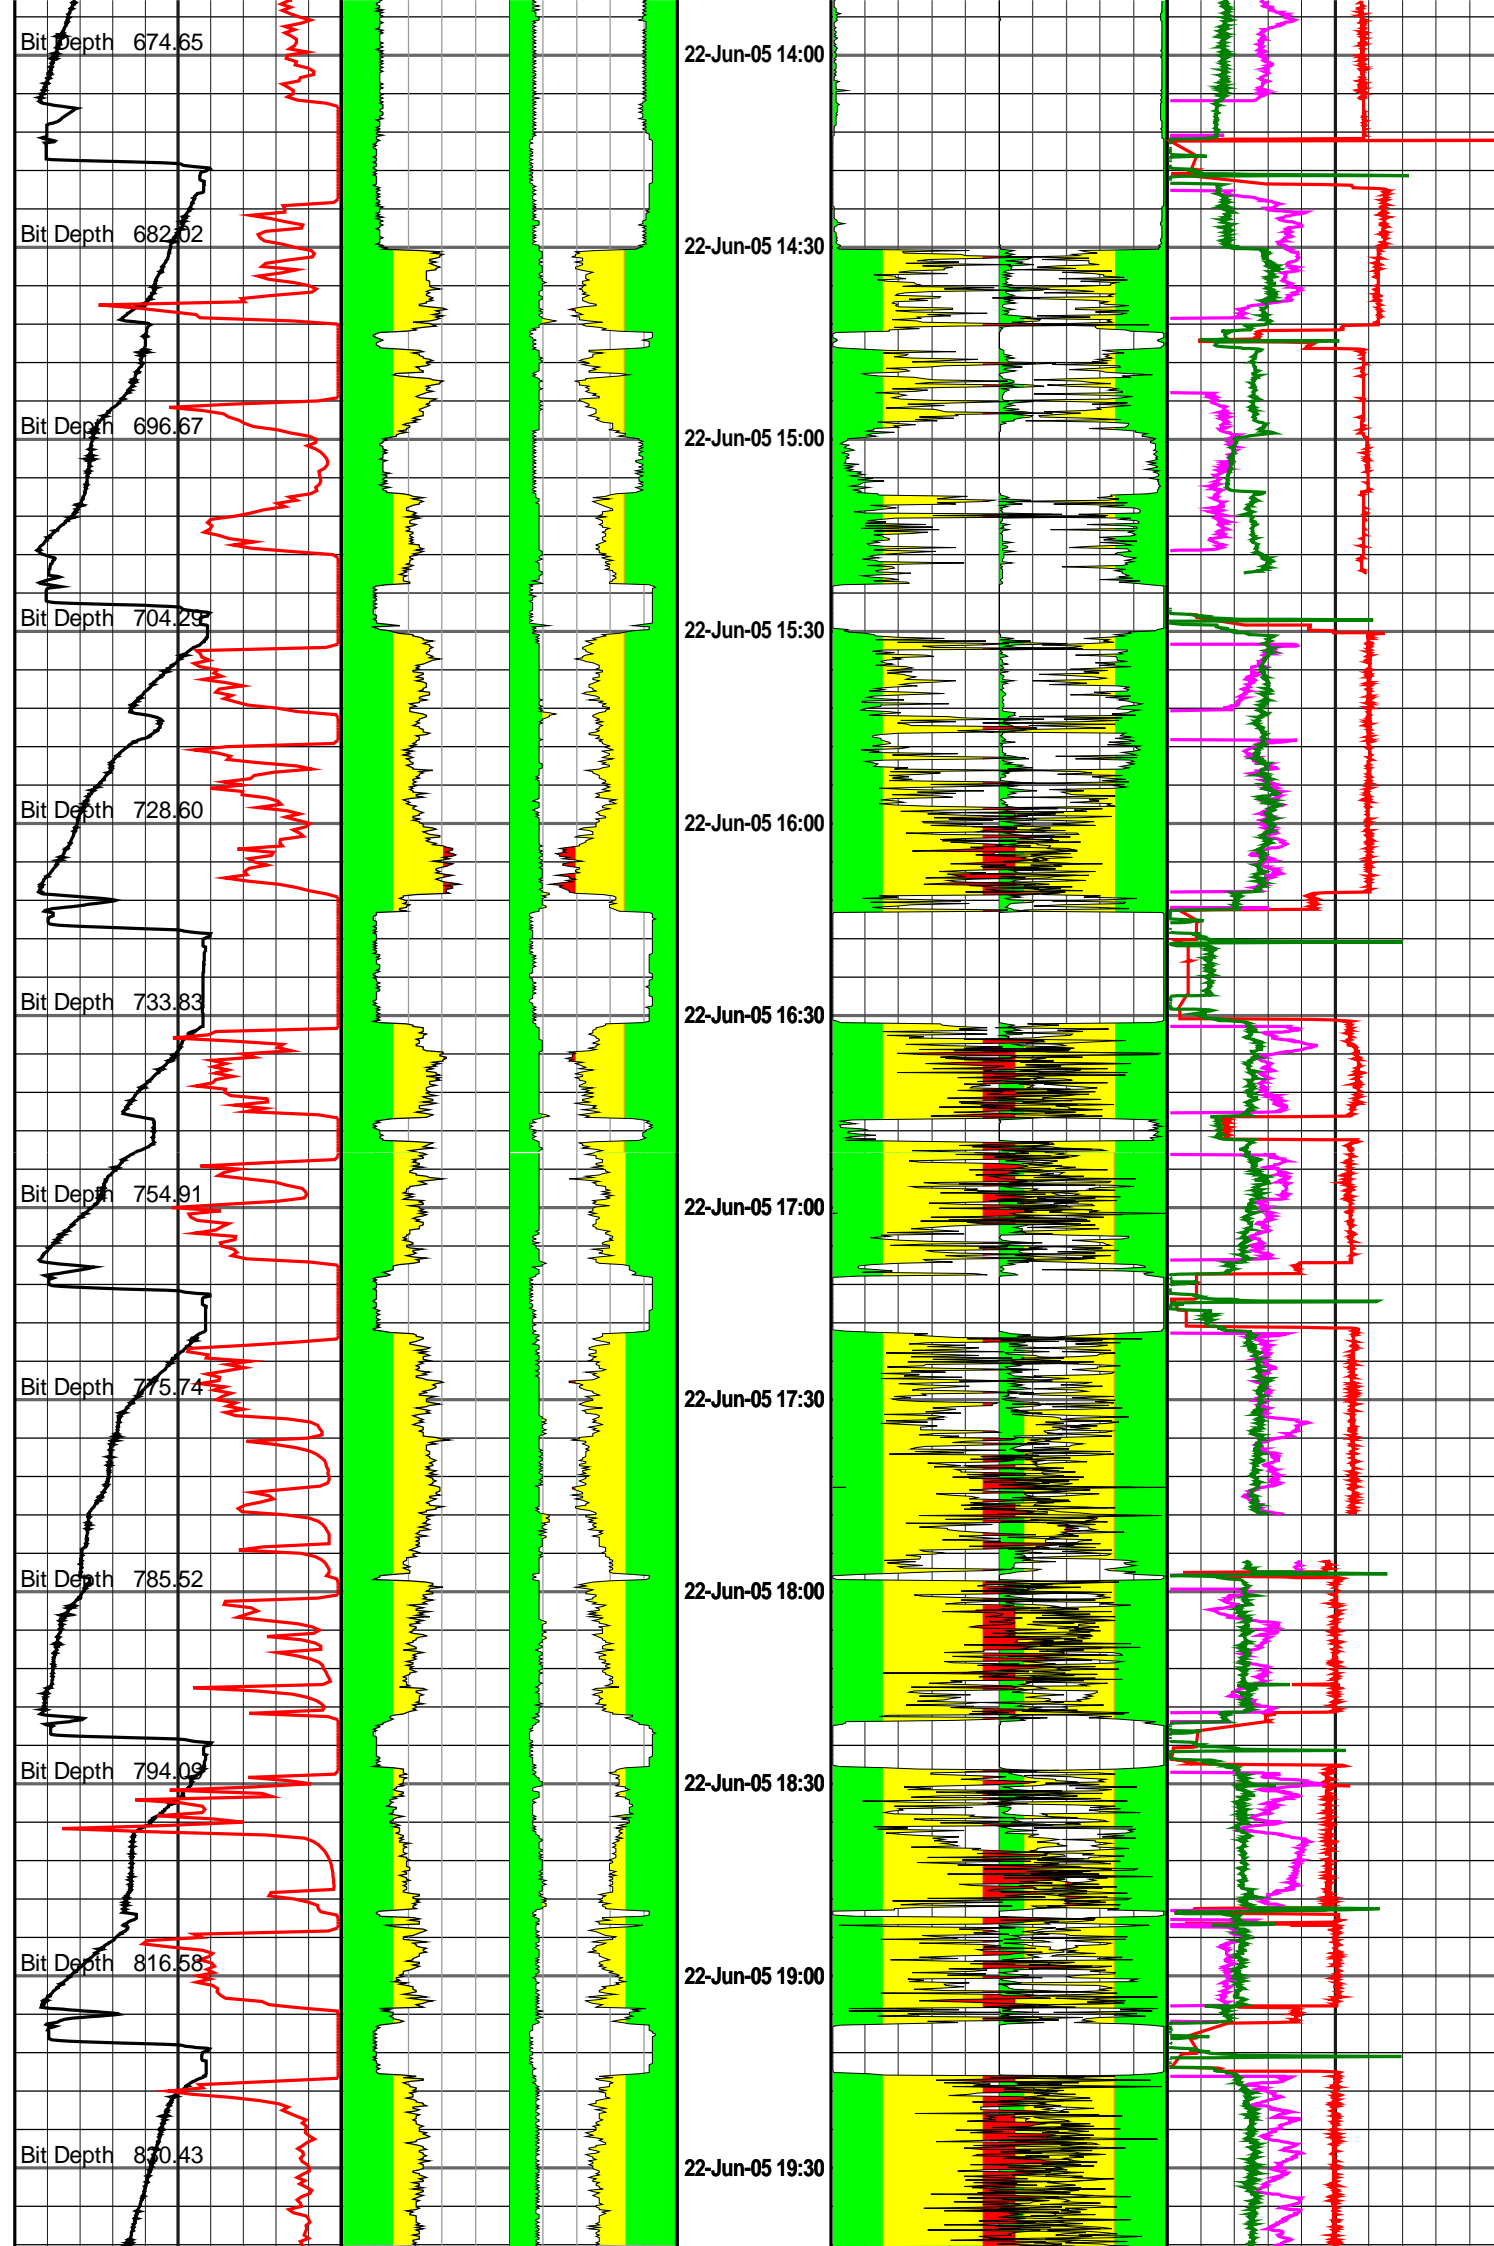 Bit Depth 674.65
22-Jun-05 14:00
Bit Depth 682.02
22-Jun-05 14:30
Bit Depth 696.67
22-Jun-05 15:00
Bit Depth 704.29
22-Jun-05 15:30
Bit Depth 728.60
22-Jun-05 16:00
Bit Depth 733.83
22-Jun-05 16:30
Bit Depth 754.91
22-Jun-05 17:00
Bit Depth 775.74
22-Jun-05 17:30
Bit Depth 785.52
22-Jun-05 18:00
Bit Depth 794.09
22-Jun-05 18:30
Bit Depth 816.58
22-Jun-05 19:00
Bit Depth 830.43
22-Jun-05 19:30